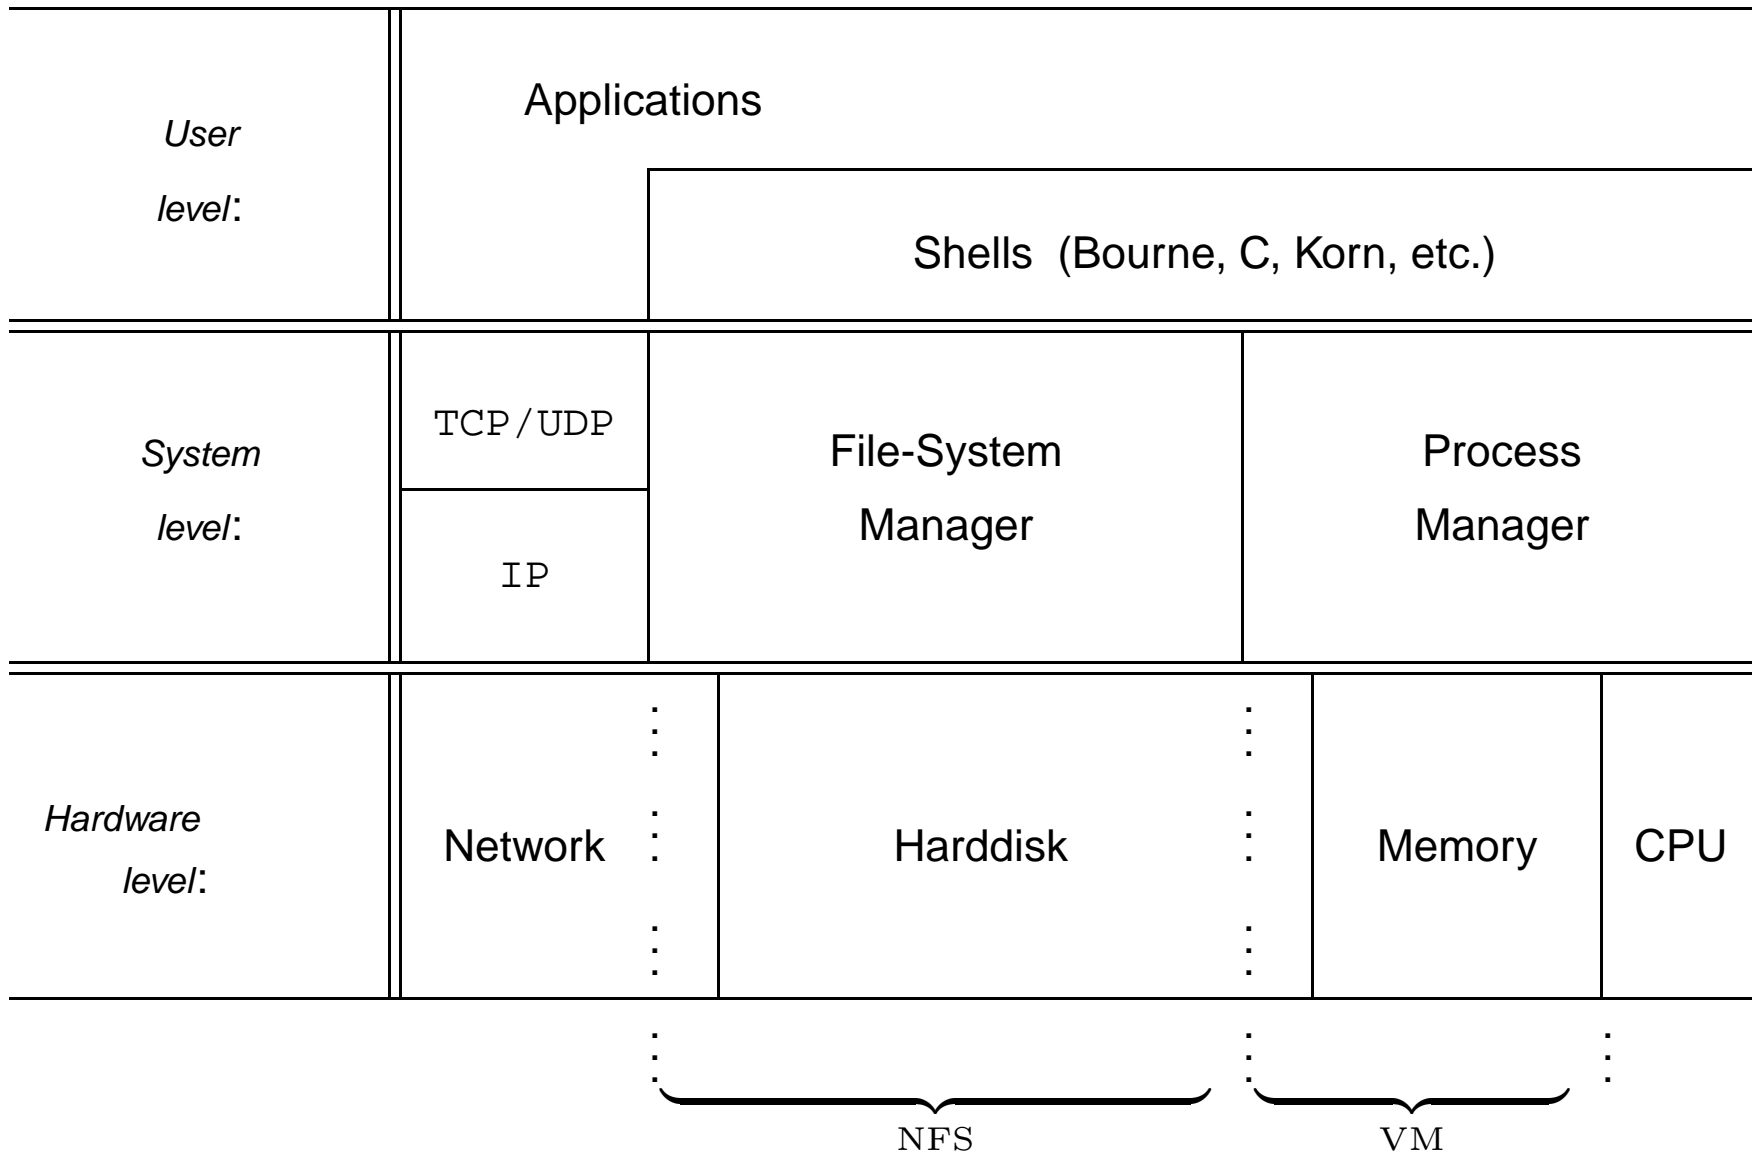 Applications
User
level:
Shells (Bourne, C, Korn, etc.)
System
level:
TCP/UDP
IP
File-System
Manager
Process
Manager
Hardware
level:
Network
Harddisk
Memory
CPU
NFS
VM